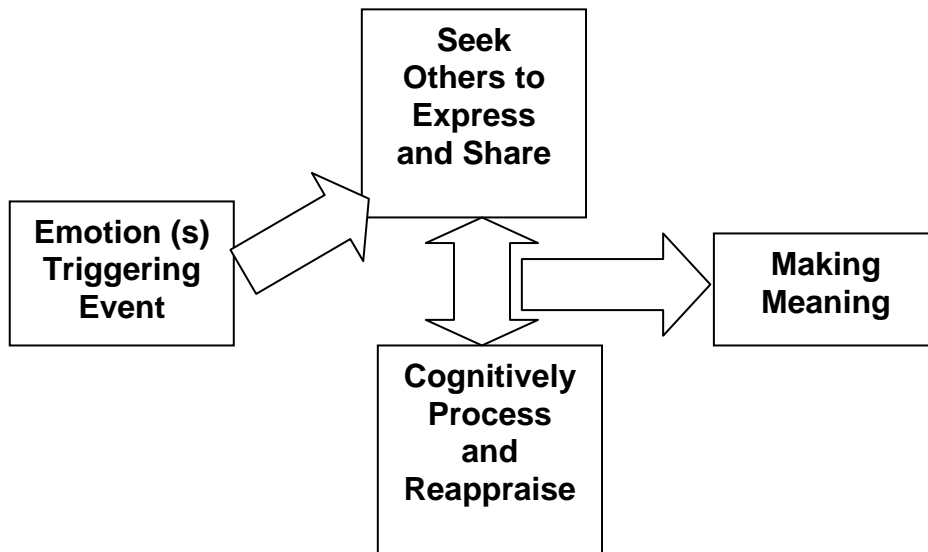 Seek
Others to
Express
and Share
Emotion (s)
Triggering
Event
Making
Meaning
Cognitively
Process
and
Reappraise